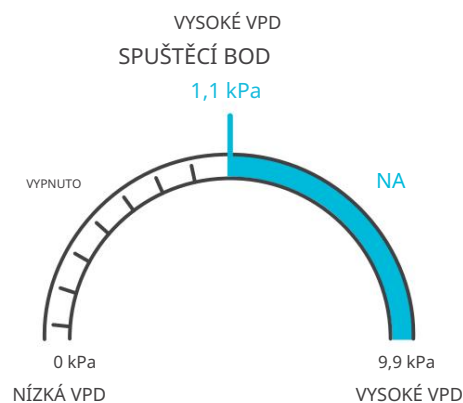 VYSOKÉ VPD
SPUŠTĚCÍ BOD
1,1 kPa
VYPNUTO
NA
0 kPa
9,9 kPa
NÍZKÁ VPD
VYSOKÉ VPD